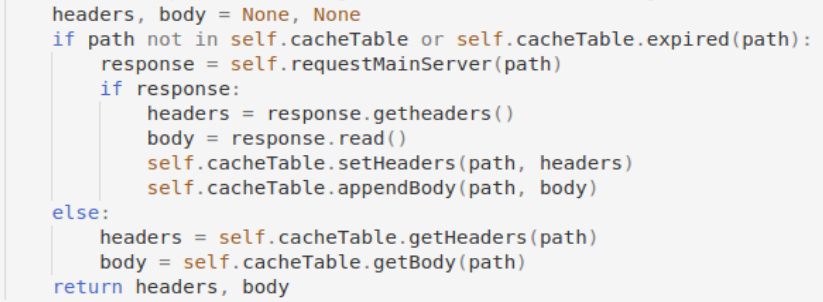 headers, body = None, None
if path not in self.cacheTable or self.cacheTable.expired(path):
    response = self.requestMainServer(path)
    if response:
        headers = response.getheaders()
        body = response.read()
        self.cacheTable.setHeaders(path, headers)
        self.cacheTable.appendBody(path, body)
else:
    headers = self.cacheTable.getHeaders(path)
    body = self.cacheTable.getBody(path)
return headers, body